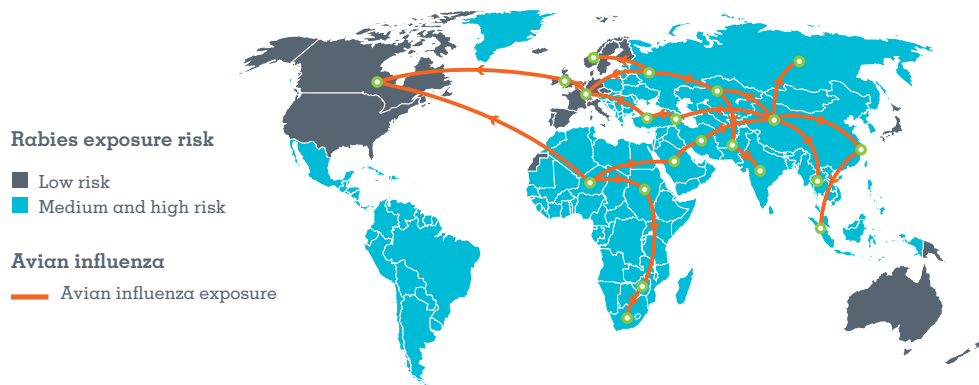 Rabies exposure risk
Low risk
Medium and high risk
Avian influenza
Avian influenza exposure